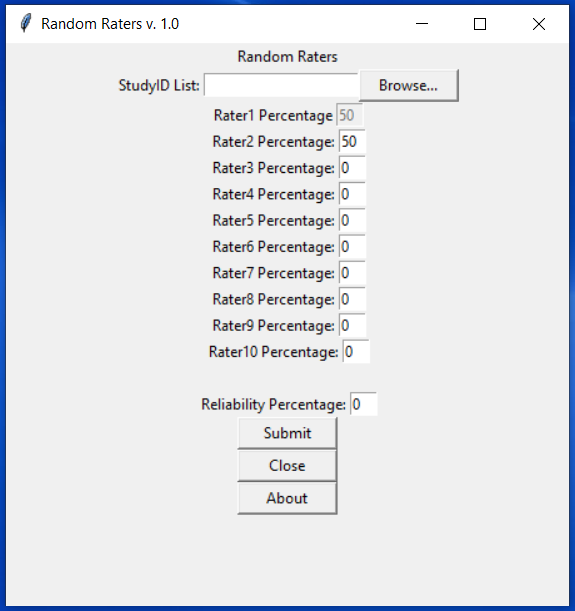 Random Raters v. 1.0
Random Raters
StudyID List: Browse...
Rater1 Percentage 50
Rater2 Percentage: 50
Rater3 Percentage: 0
Rater4 Percentage: 0
Rater5 Percentage: 0
Rater6 Percentage: 0
Rater7 Percentage: 0
Rater8 Percentage: 0
Rater9 Percentage: 0
Rater10 Percentage: 0
Reliability Percentage: 0
Submit
Close
About